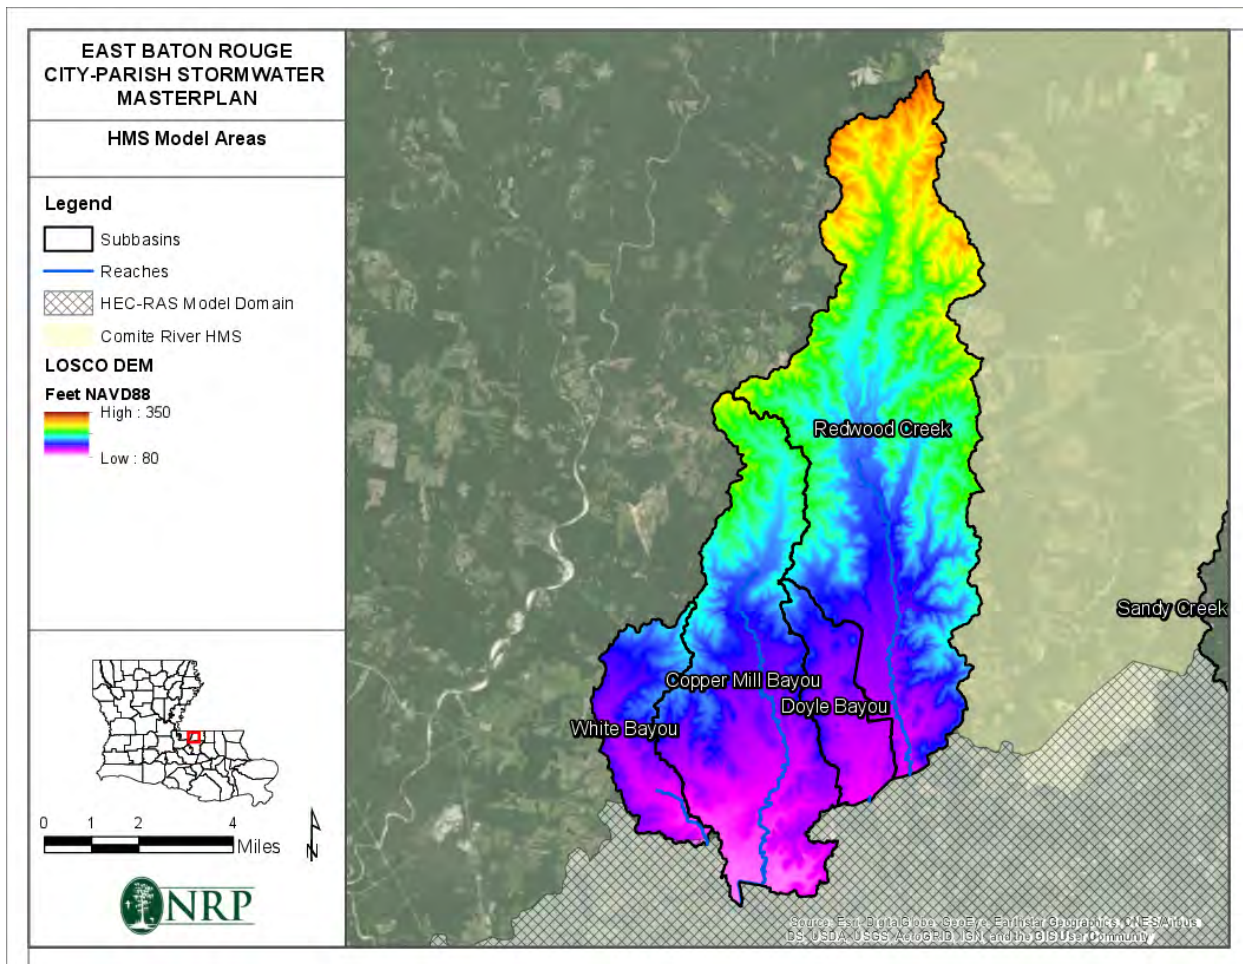 EAST BATON ROUGE
CITY-PARISH STORMWATER
MASTERPLAN
HMS Model Areas
Legend
Subbasins
Reaches
HEC-RAS Model Domain
Comite River HMS
LOSCO DEM
Feet NAVD88
High : 350
Low : 80
0 1 2 4
Miles
N
NRP
Redwood Creek
Sandy Creek
Copper Mill Bayou
Doyle Bayou
White Bayou
Source: Esri, DigitalGlobe, GeoEye, Earthstar Geographics, CNES/Airbus
DS, USDA, USGS, AeroGRID, IGN, and the GIS User Community